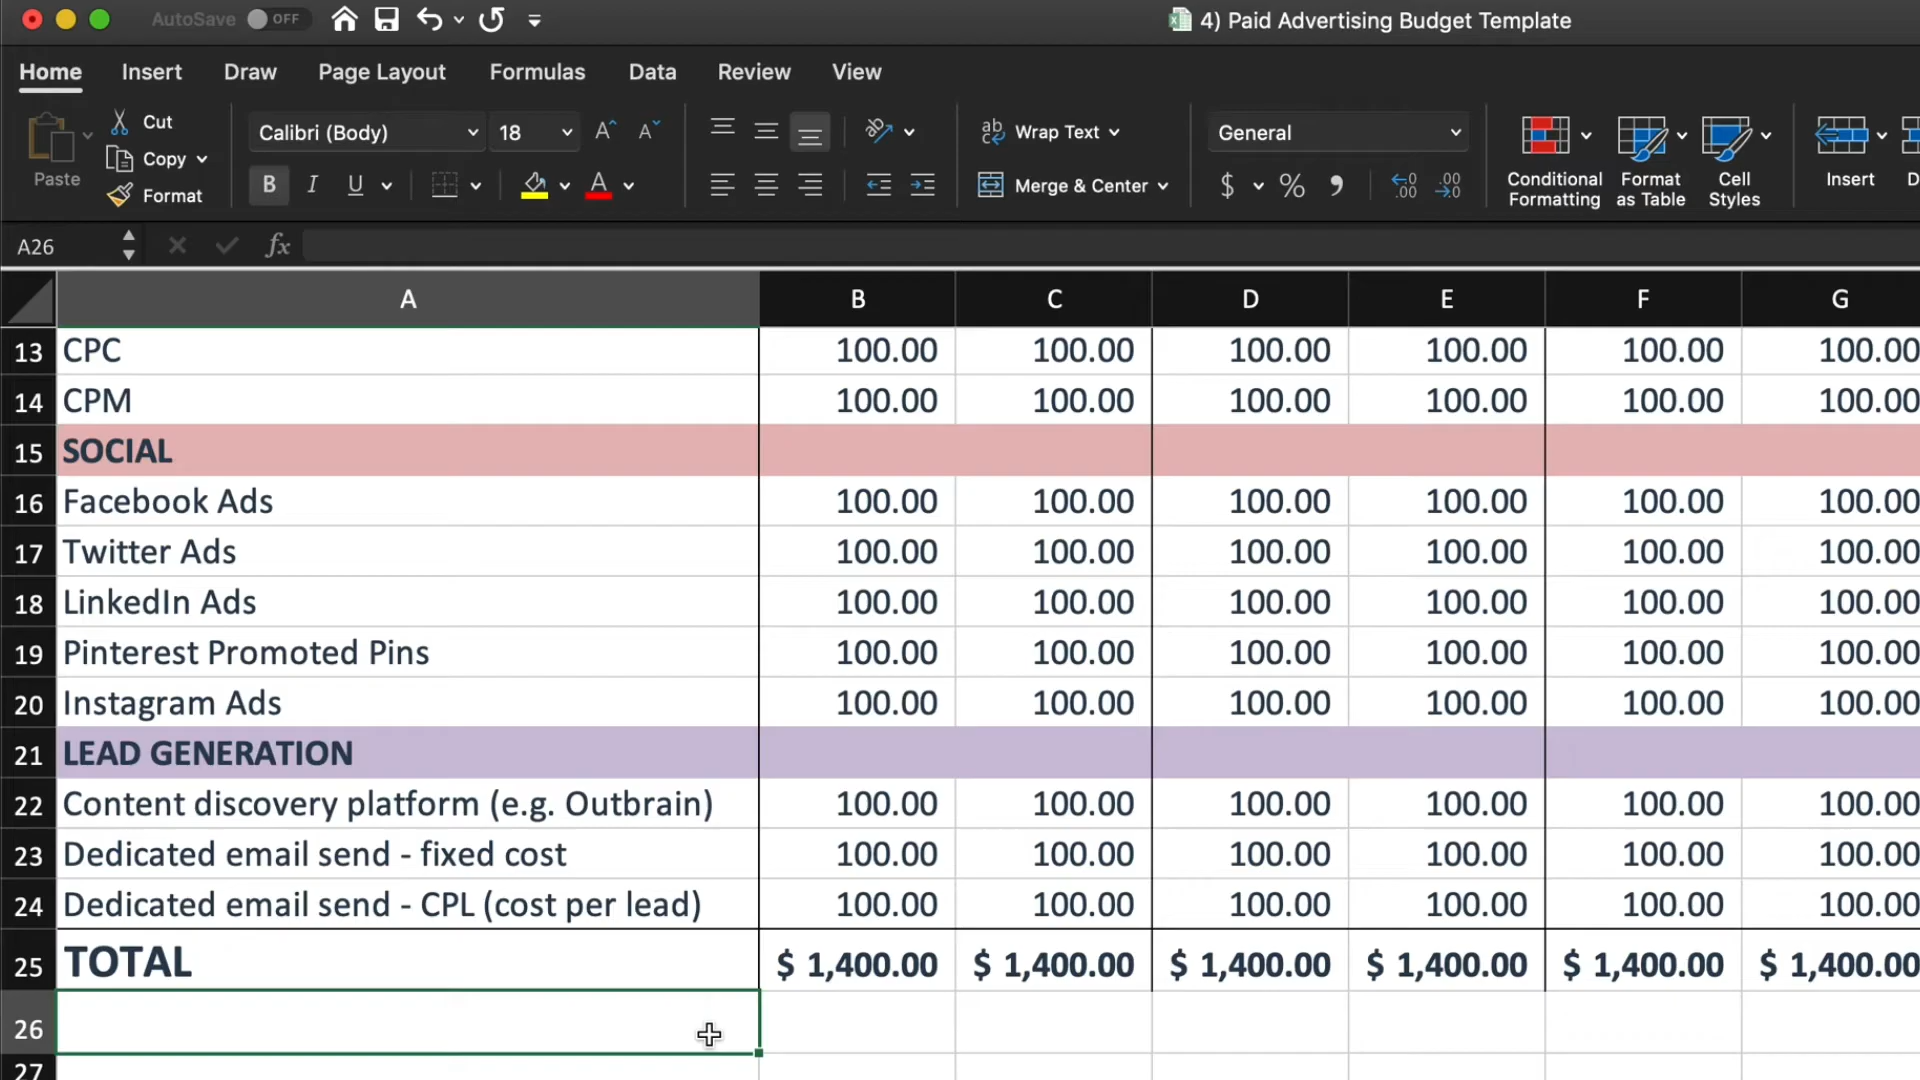 AutoSave OFF 4) Paid Advertising Budget Template
Home Insert Draw Page Layout Formulas Data Review View
Paste Cut Copy Format
Calibri (Body) 18 A A
B I U A
ab Wrap Text
Merge & Center
General
$ % , .00 .00
Conditional Formatting Format as Table Cell Styles Insert D
A26 fx
A B C D E F G
13 CPC 100.00 100.00 100.00 100.00 100.00 100.00
14 CPM 100.00 100.00 100.00 100.00 100.00 100.00
15 SOCIAL
16 Facebook Ads 100.00 100.00 100.00 100.00 100.00 100.00
17 Twitter Ads 100.00 100.00 100.00 100.00 100.00 100.00
18 LinkedIn Ads 100.00 100.00 100.00 100.00 100.00 100.00
19 Pinterest Promoted Pins 100.00 100.00 100.00 100.00 100.00 100.00
20 Instagram Ads 100.00 100.00 100.00 100.00 100.00 100.00
21 LEAD GENERATION
22 Content discovery platform (e.g. Outbrain) 100.00 100.00 100.00 100.00 100.00 100.00
23 Dedicated email send - fixed cost 100.00 100.00 100.00 100.00 100.00 100.00
24 Dedicated email send - CPL (cost per lead) 100.00 100.00 100.00 100.00 100.00 100.00
25 TOTAL $ 1,400.00 $ 1,400.00 $ 1,400.00 $ 1,400.00 $ 1,400.00 $ 1,400.00
26
27